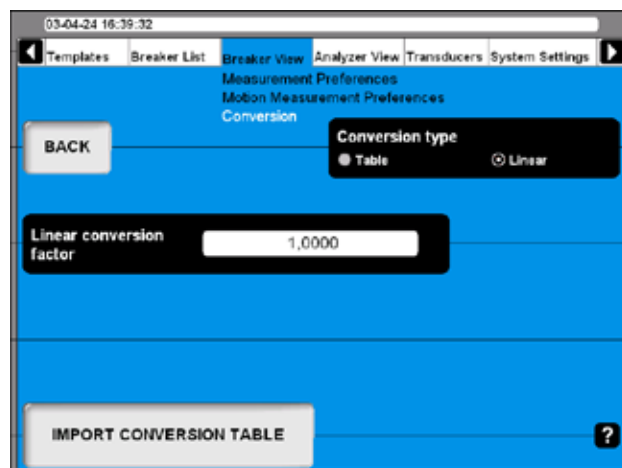 03-04-24 16:39:32
Templates Breaker List Breaker View Analyzer View Transducers System Settings
Measurement Preferences
Motion Measurement Preferences
Conversion
BACK
Conversion type
Table Linear
Linear conversion
factor
1,0000
IMPORT CONVERSION TABLE
?